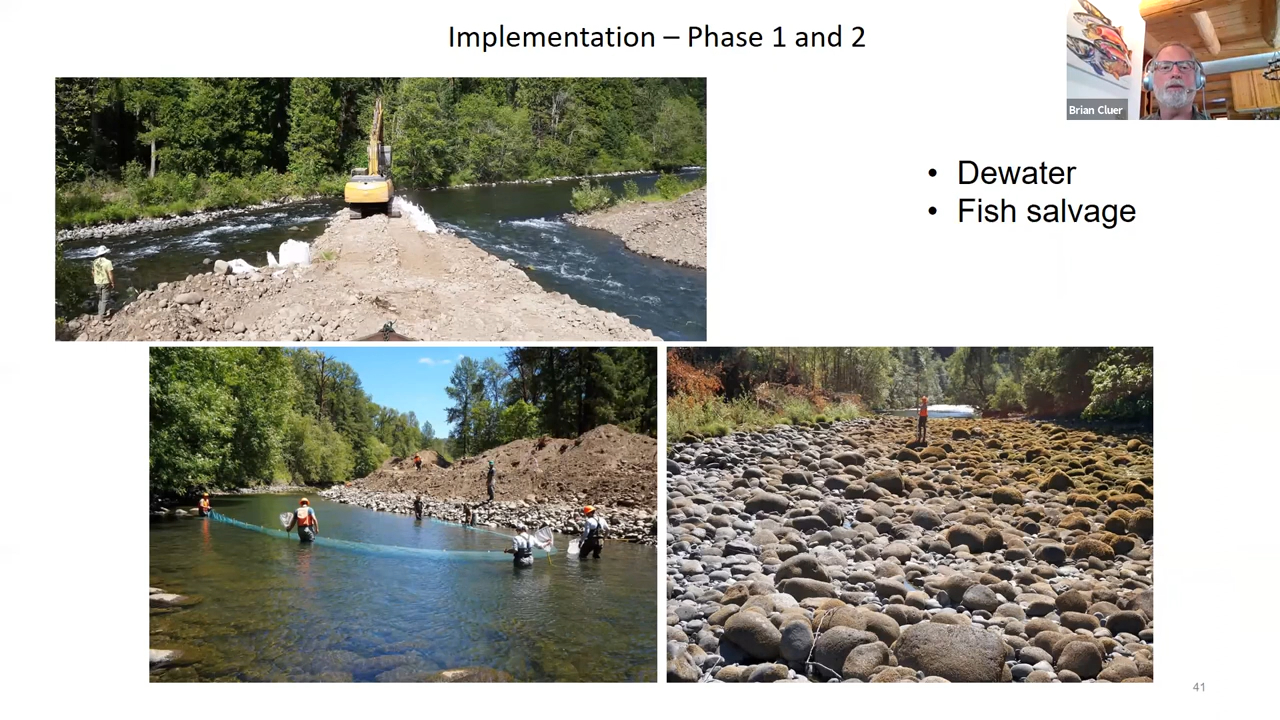 Implementation – Phase 1 and 2
Brian Cluer
• Dewater
• Fish salvage
41